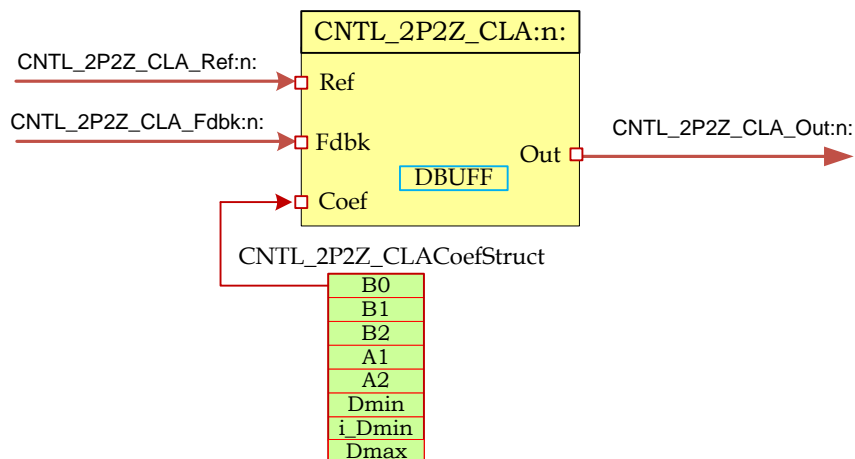 CNTL_2P2Z_CLA:n:
CNTL_2P2Z_CLA_Ref:n:
Ref
CNTL_2P2Z_CLA_Fdbk:n:
Fdbk
CNTL_2P2Z_CLA_Out:n:
Out
DBUFF
Coef
CNTL_2P2Z_CLACoefStruct
B0
B1
B2
A1
A2
Dmin
i_Dmin
Dmax